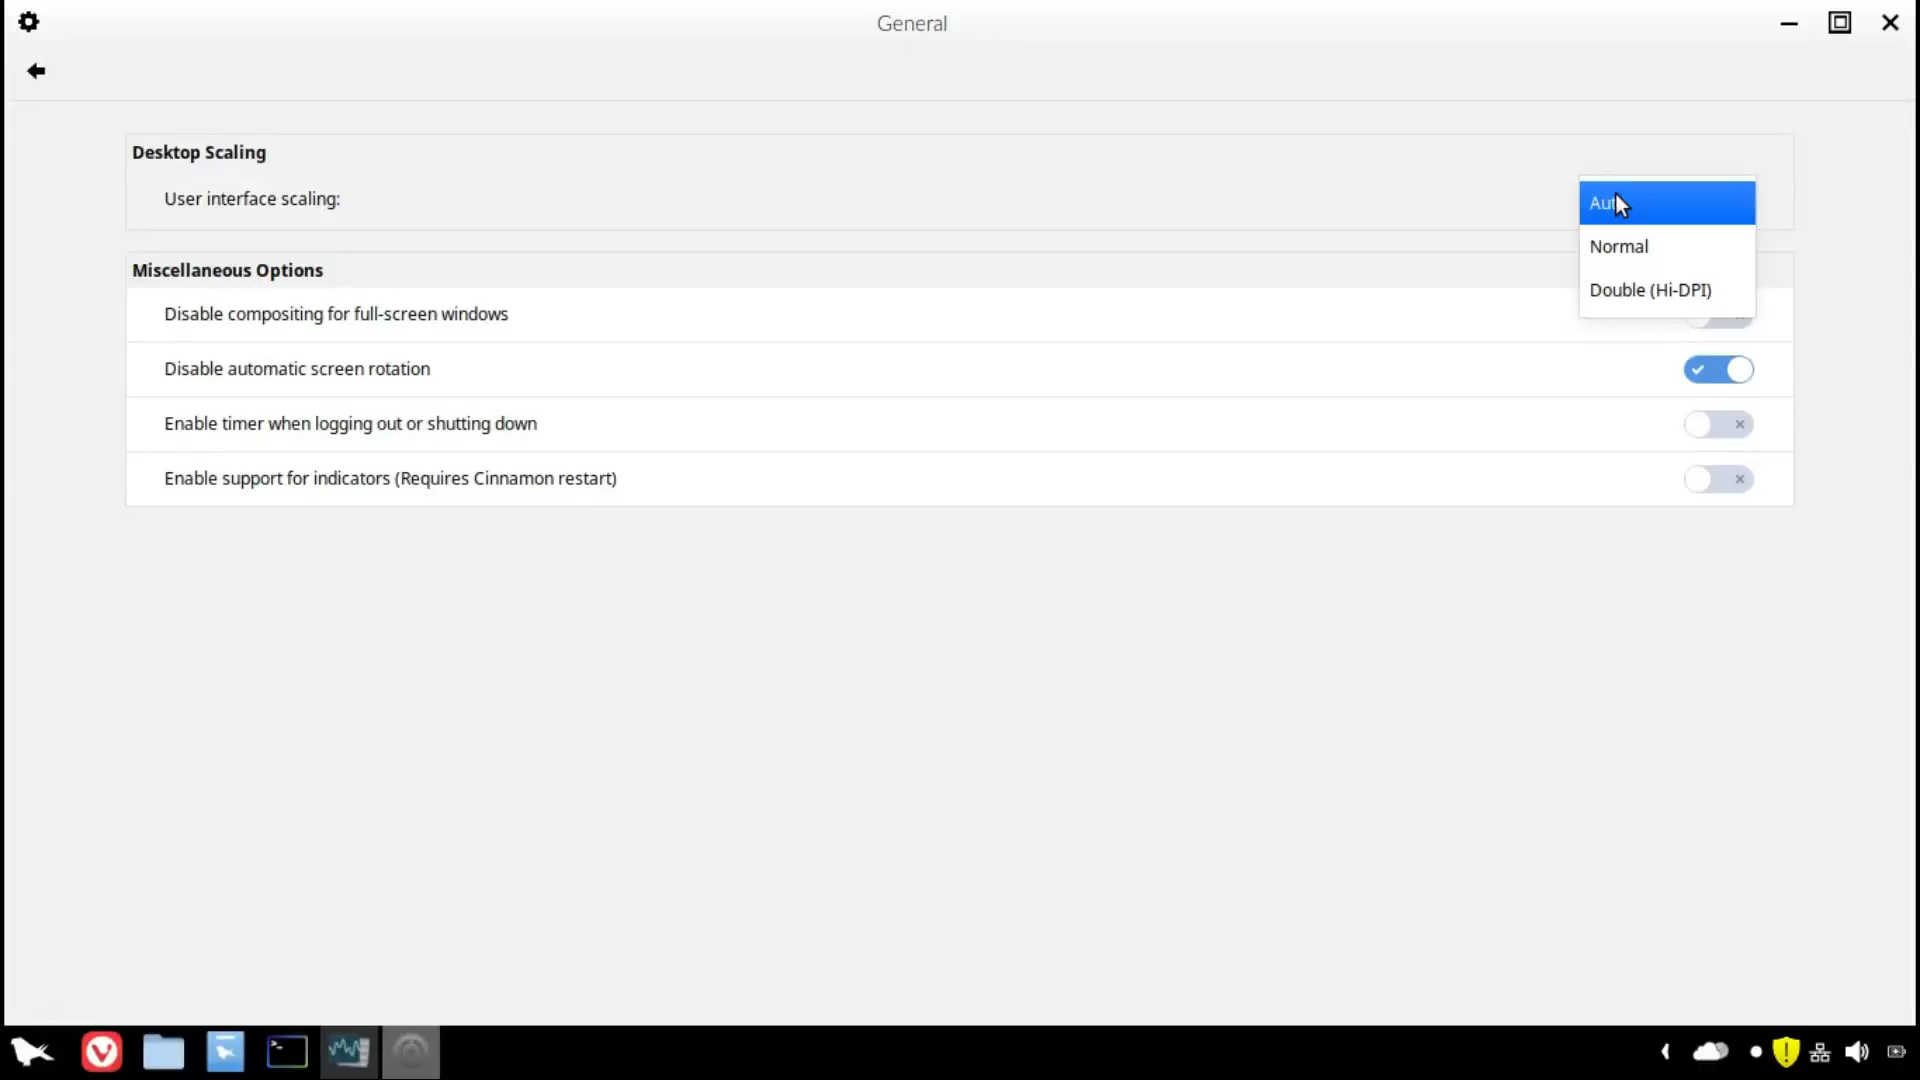 General
Desktop Scaling
User interface scaling:
Normal
Double (Hi-DPI)
Miscellaneous Options
Disable compositing for full-screen windows
Disable automatic screen rotation
Enable timer when logging out or shutting down
Enable support for indicators (Requires Cinnamon restart)